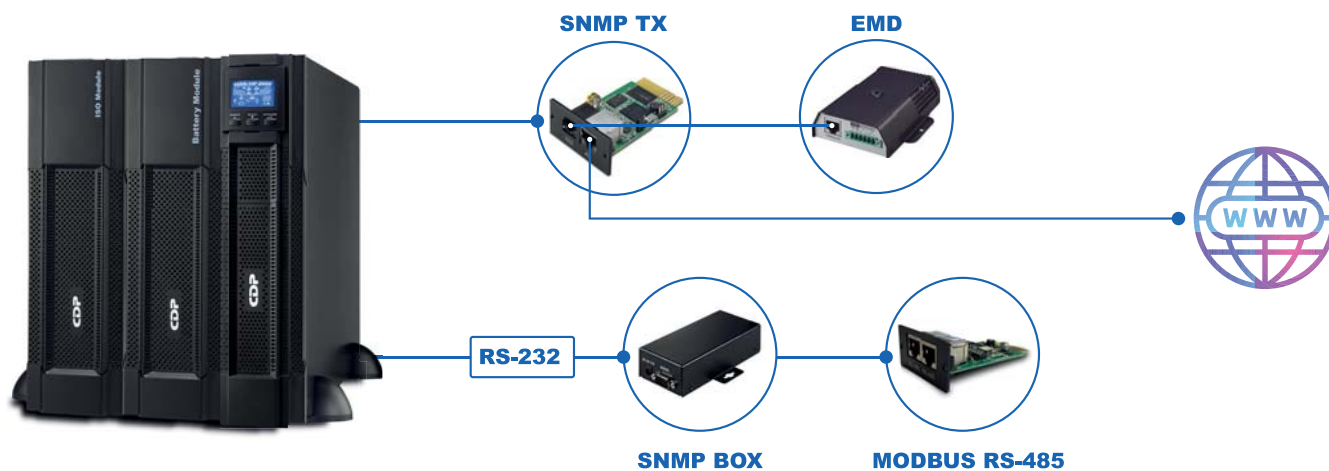 SNMP TX
EMD
ISO Module
Battery Module
WWW
CDP
CDP
CDP
RS-232
SNMP BOX
MODBUS RS-485